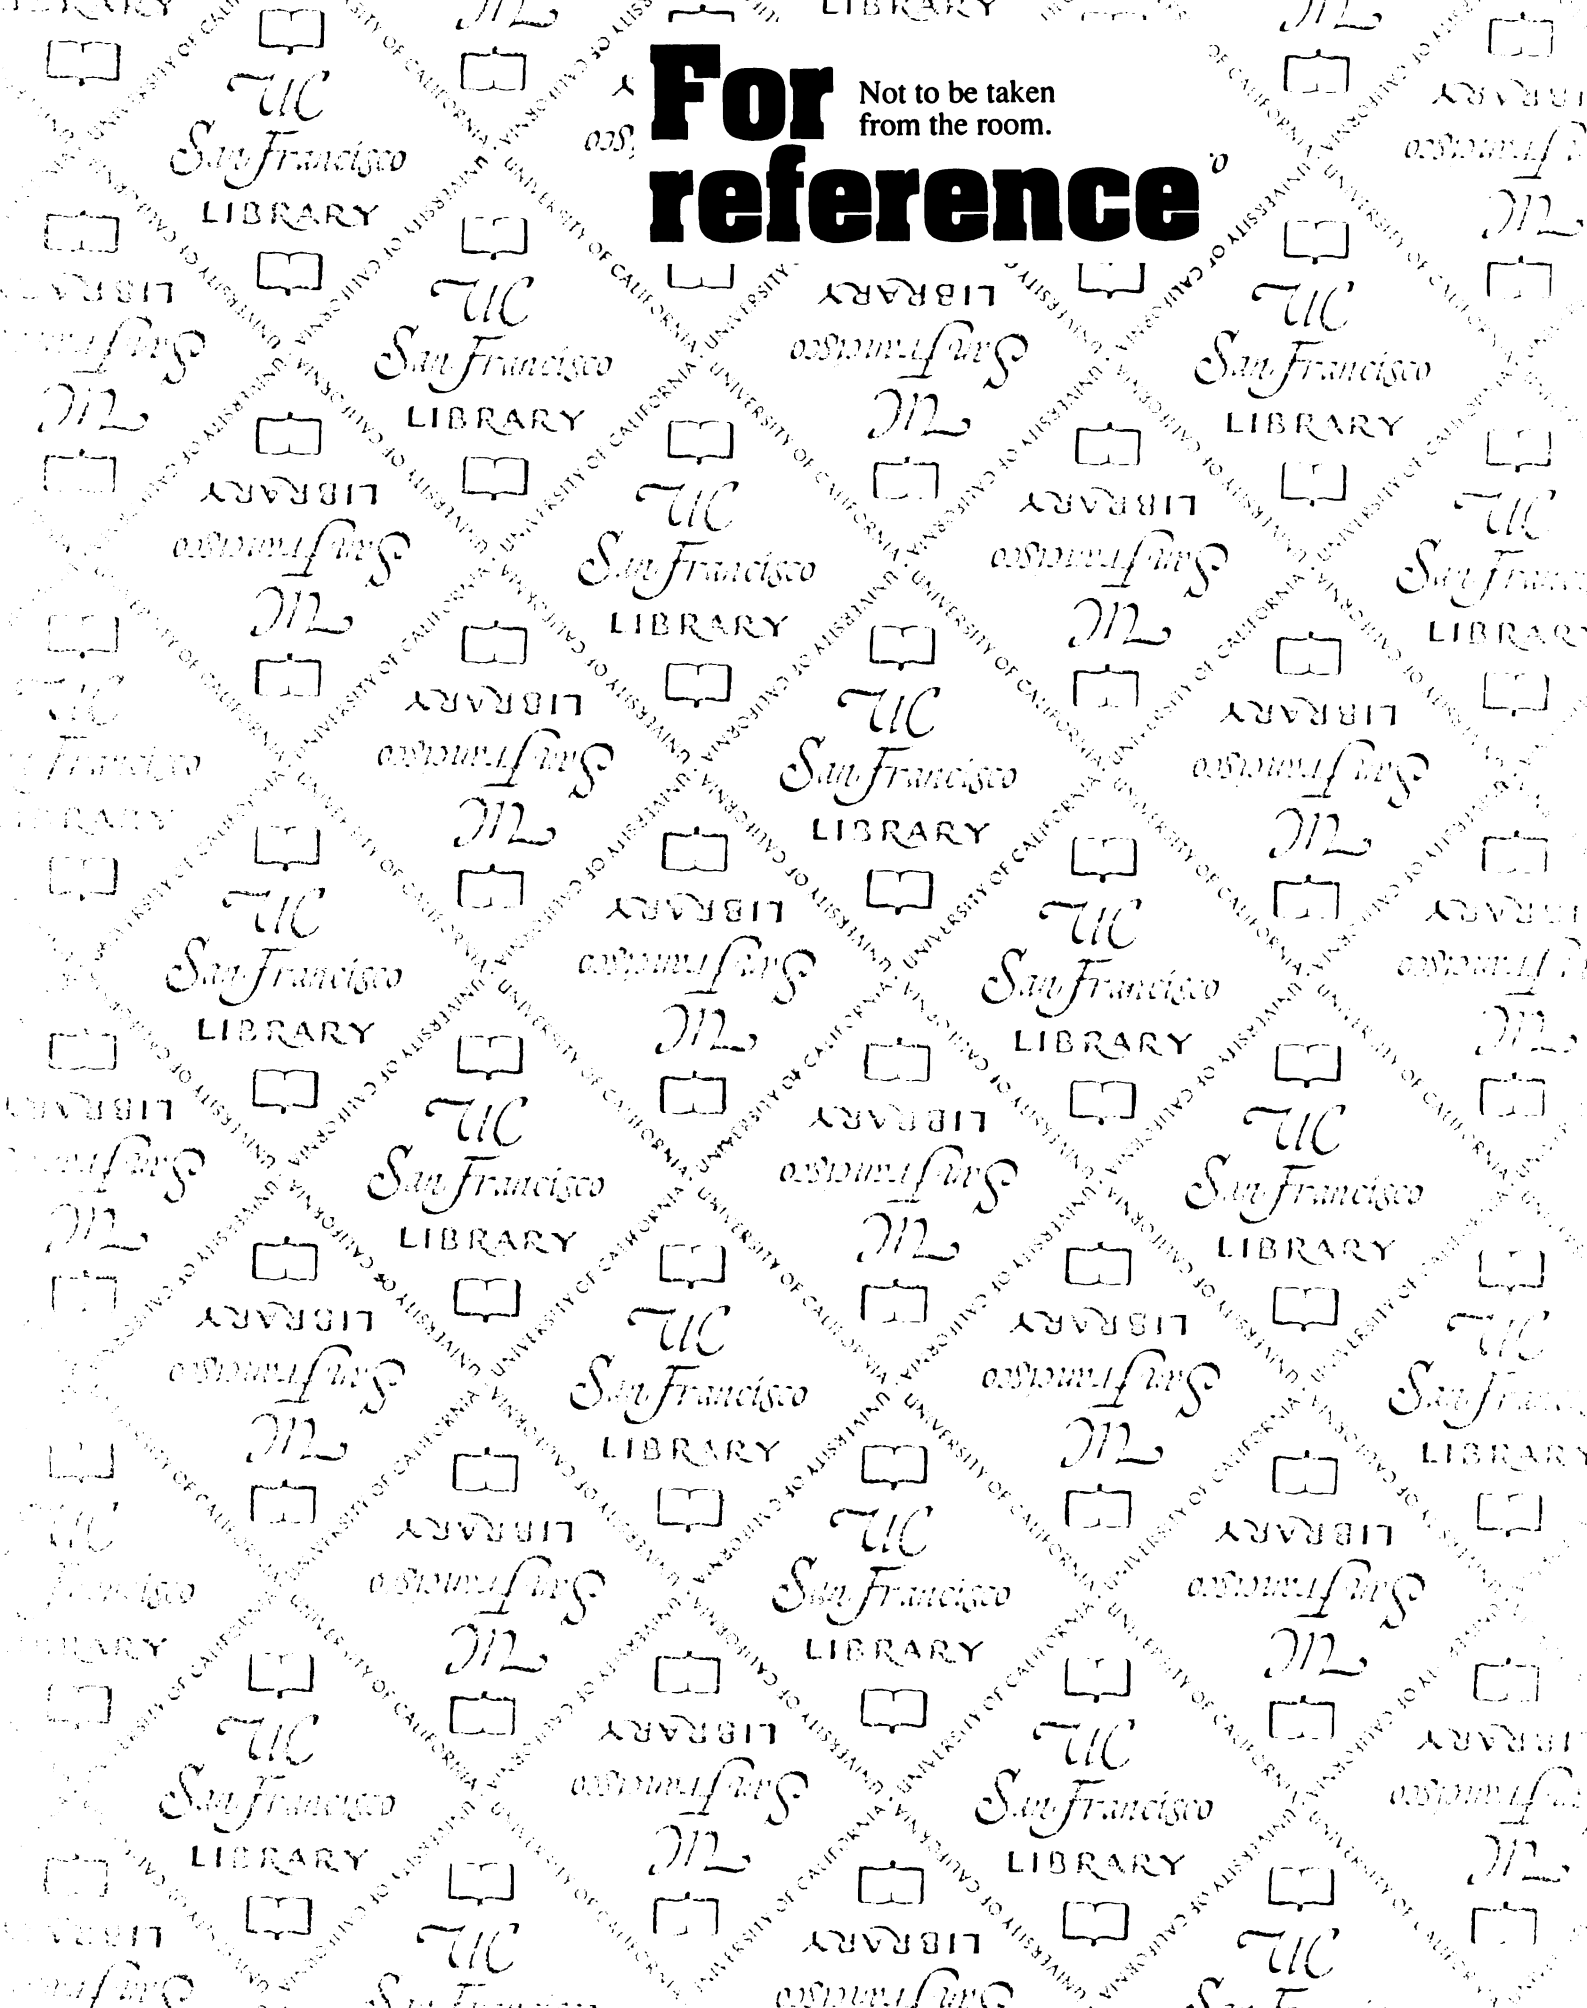 For
Not to be taken
from the room.
reference
UC
San Francisco
LIBRARY
UNIVERSITY OF CALIFORNIA